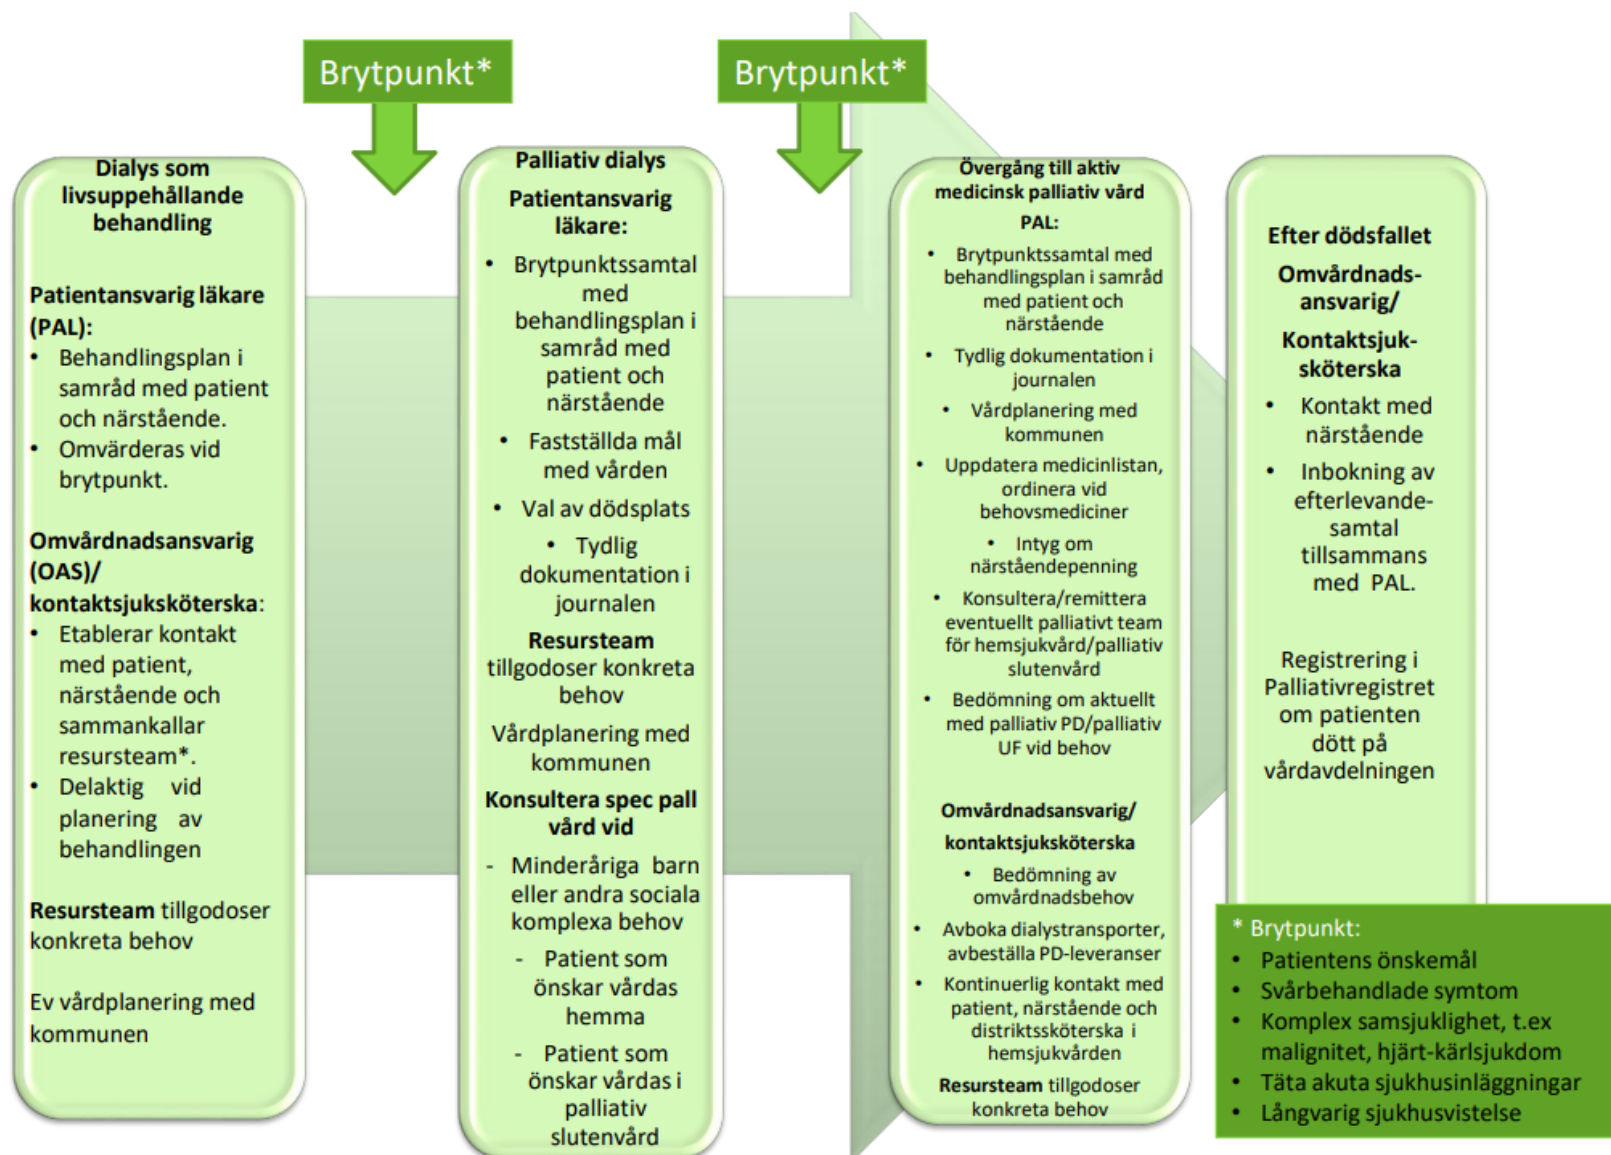 Brytpunkt*
Brytpunkt*
Dialys som
livsuppehållande
behandling
Patientansvarig läkare
(PAL):
• Behandlingsplan i
samråd med patient
och närstående.
• Omvärderas vid
brytpunkt.
Omvårdnadsansvarig
(OAS)/
kontaktsjuksköterska:
• Etablerar kontakt
med patient,
närstående och
sammankallar
resursteam*.
• Delaktig vid
planering av
behandlingen
Resursteam tillgodoser
konkreta behov
Ev vårdplanering med
kommunen
Palliativ dialys
Patientansvarig
läkare:
• Brytpunktssamtal
med
behandlingsplan i
samråd med
patient och
närstående
• Fastställda mål
med vården
• Val av dödsplats
• Tydlig
dokumentation i
journalen
Resursteam
tillgodoser konkreta
behov
Vårdplanering med
kommunen
Konsultera spec pall
vård vid
- Minderåriga barn
eller andra sociala
komplexa behov
- Patient som
önskar vårdas
hemma
- Patient som
önskar vårdas i
palliativ
slutenvård
Övergång till aktiv
medicinsk palliativ vård
PAL:
• Brytpunktssamtal med
behandlingsplan i samråd
med patient och
närstående
• Tydlig dokumentation i
journalen
• Vårdplanering med
kommunen
• Uppdatera medicinlistan,
ordinera vid
behovsmediciner
• Intyg om
närståendepenning
• Konsultera/remittera
eventuellt palliativt team
för hemsjukvård/palliativ
slutenvård
• Bedömning om aktuellt
med palliativ PD/palliativ
UF vid behov
Omvårdnadsansvarig/
kontaktsjuksköterska
• Bedömning av
omvårdnadsbehov
• Avboka dialystransporter,
avbeställa PD-leveranser
• Kontinuerlig kontakt med
patient, närstående och
distriktssköterska i
hemsjukvården
Resursteam tillgodoser
konkreta behov
Efter dödsfallet
Omvårdnads-
ansvarig/
Kontaktsjuk-
sköterska
• Kontakt med
närstående
• Inbokning av
efterlevande-
samtal
tillsammans
med PAL.
Registrering i
Palliativregistret
om patienten
dött på
vårdavdelningen
* Brytpunkt:
• Patientens önskemål
• Svårbehandlade symtom
• Komplex samsjuklighet, t.ex
malignitet, hjärt-kärlsjukdom
• Täta akuta sjukhusinläggningar
• Långvarig sjukhusvistelse